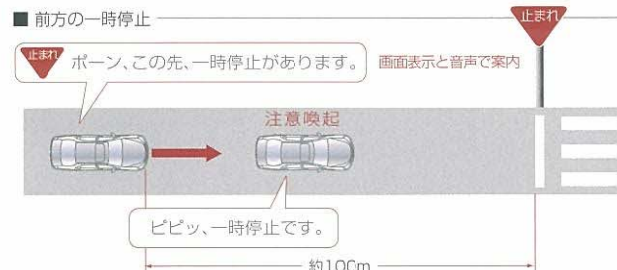 ■ 前方の一時停止
止まれ
止まれ ポーン、この先、一時停止があります。 画面表示と音声で案内
注意喚起
ピピッ、一時停止です。
約100m